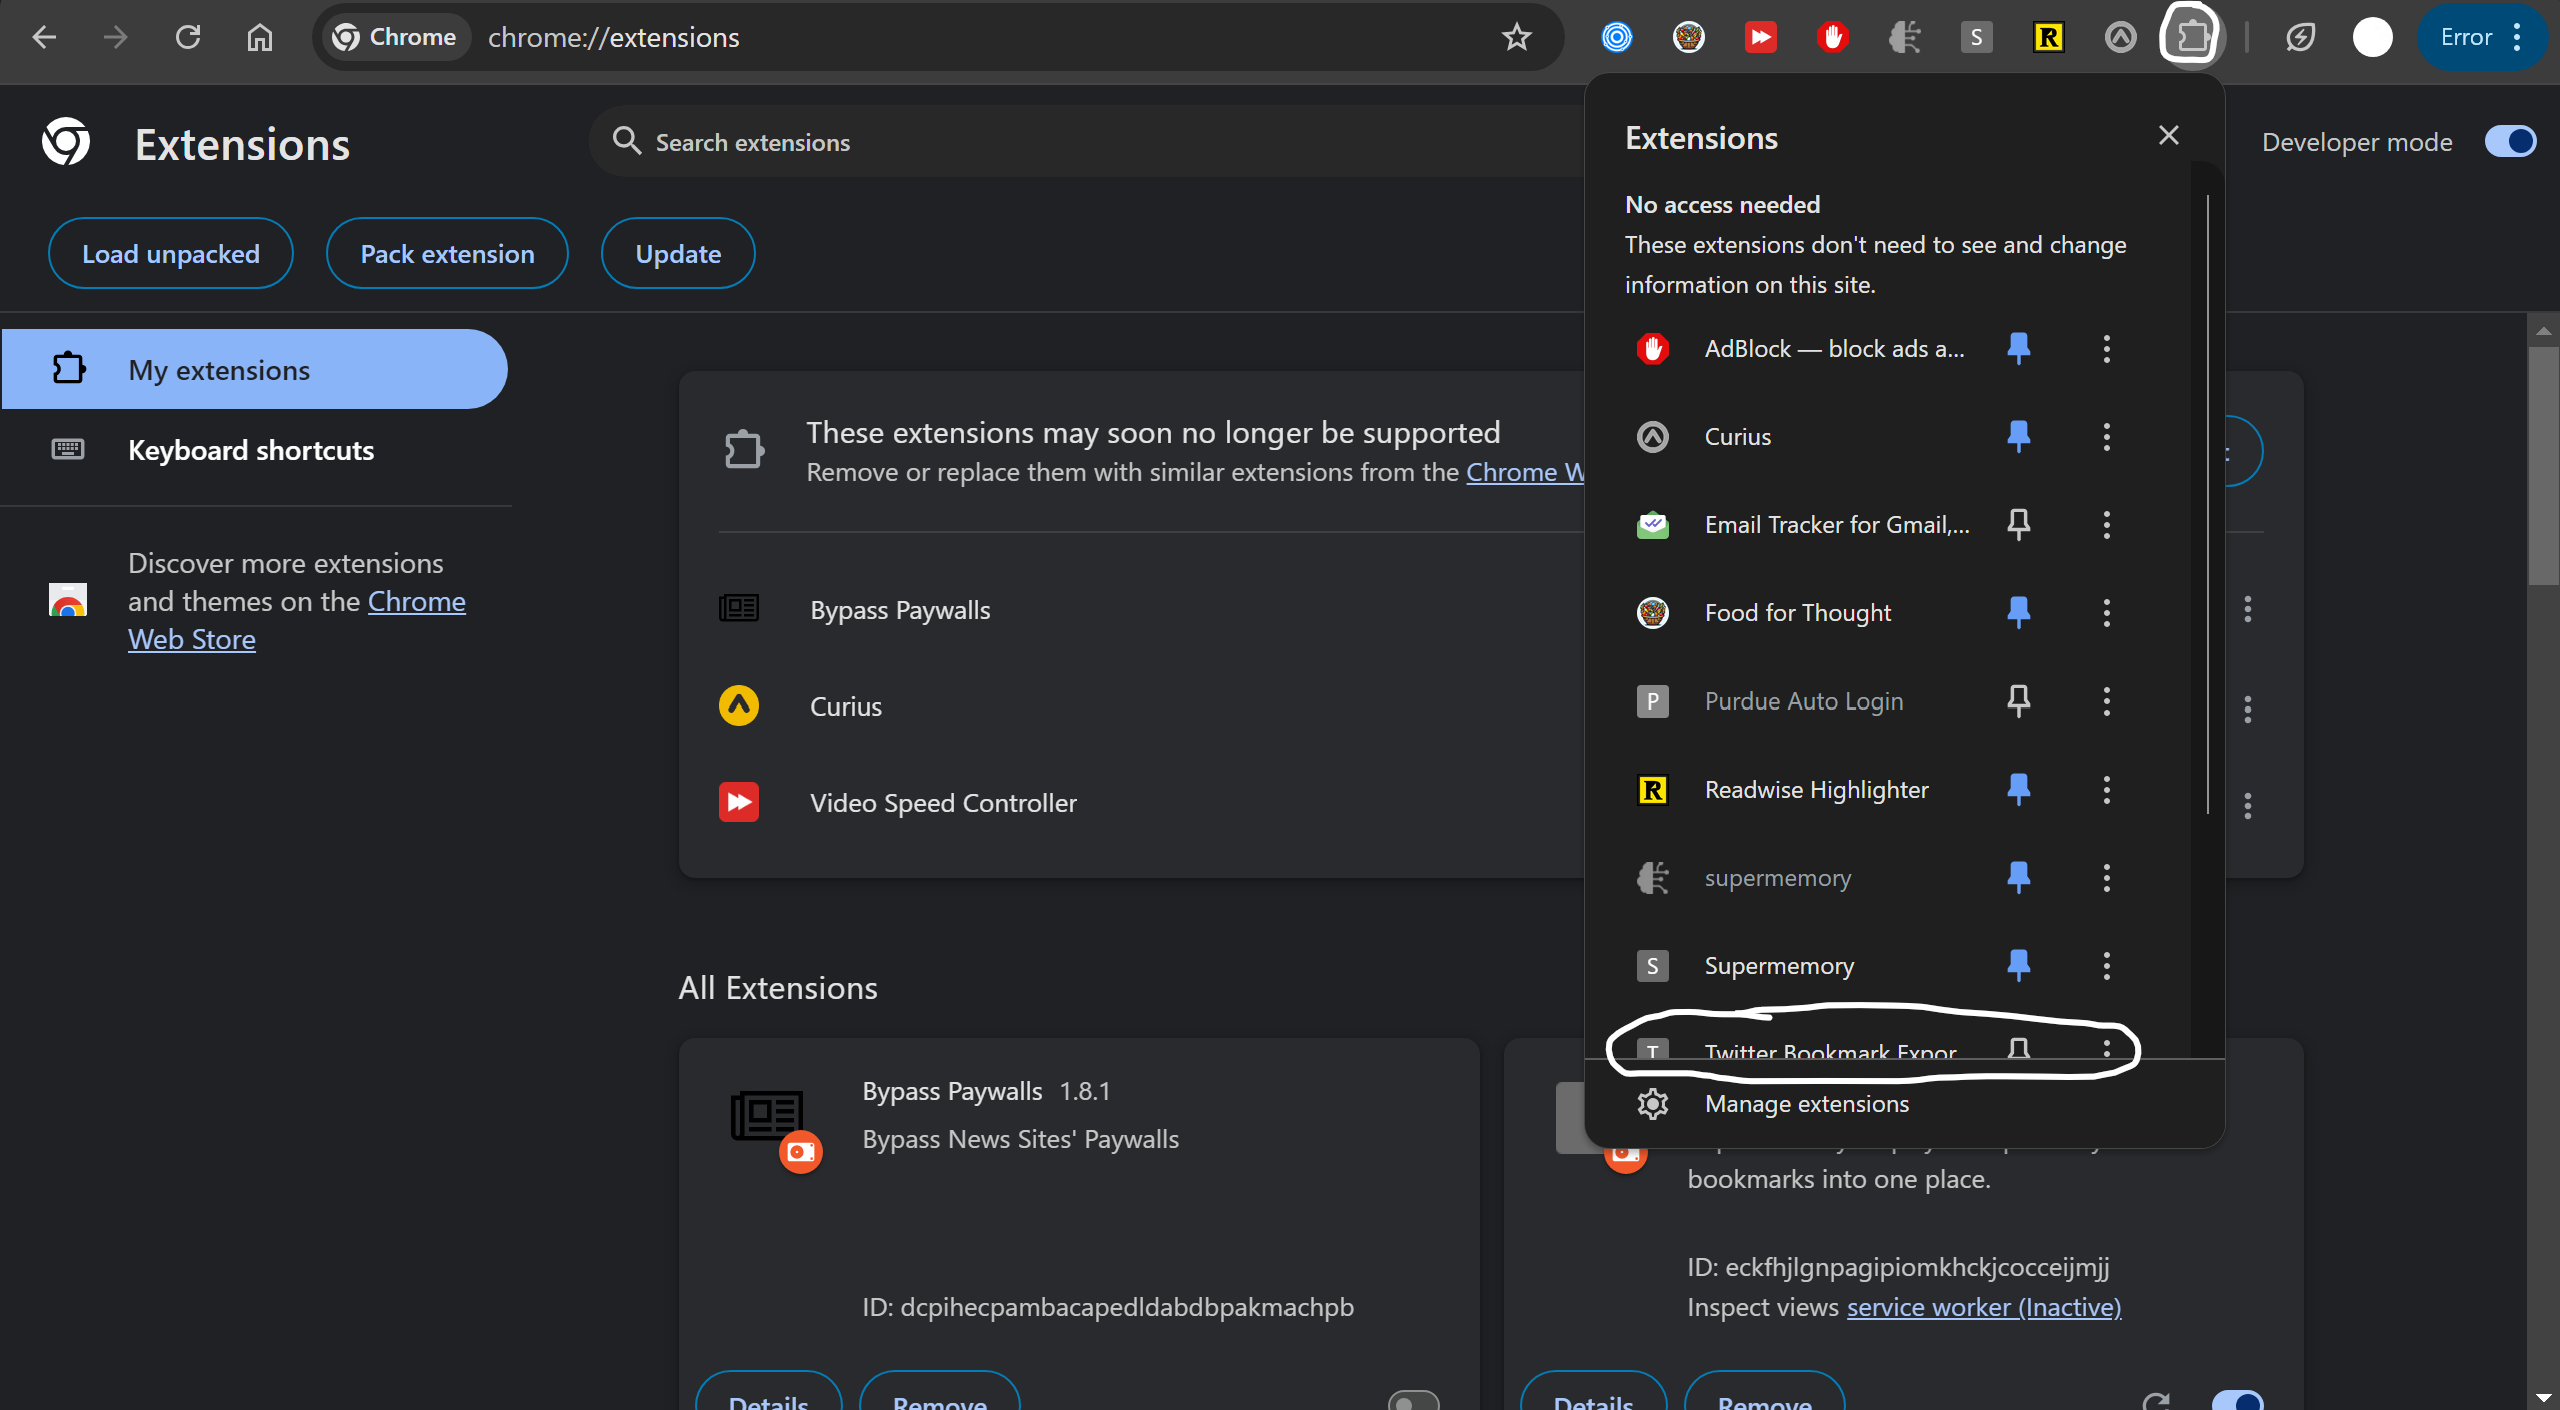 Chrome
chrome://extensions
S
R
Error
Extensions
Search extensions
Developer mode
Load unpacked
Pack extension
Update
My extensions
Keyboard shortcuts
Discover more extensions
and themes on the Chrome
Web Store
These extensions may soon no longer be supported
Remove or replace them with similar extensions from the Chrome W
Bypass Paywalls
Curius
Video Speed Controller
All Extensions
Bypass Paywalls 1.8.1
Bypass News Sites' Paywalls
ID: dcpihecpambacapedldabdbpakmachpb
Details
Remove
Extensions
No access needed
These extensions don't need to see and change
information on this site.
AdBlock — block ads a...
Curius
Email Tracker for Gmail,...
Food for Thought
P Purdue Auto Login
R Readwise Highlighter
supermemory
S Supermemory
T Twitter Bookmark Expor
Manage extensions
bookmarks into one place.
ID: eckfhjlgnpagipiomkhckjcocceijmjj
Inspect views service worker (Inactive)
Details
Remove